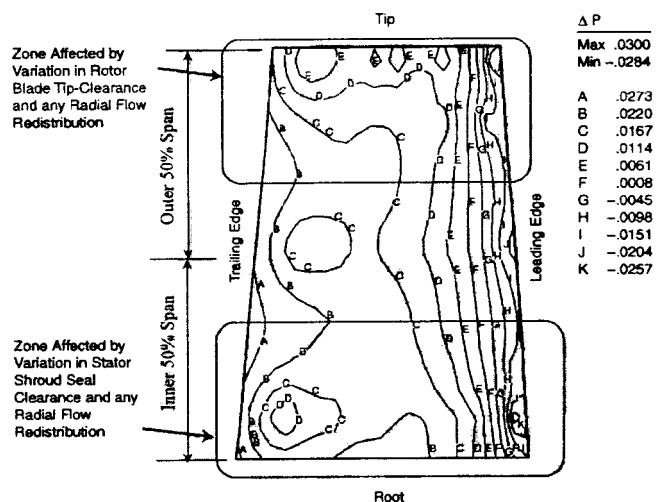 Tip
Zone Affected by
Variation in Rotor
Blade Tip-Clearance
and any Radial Flow
Redistribution
Outer 50% Span
Inner 50% Span
Trailing Edge
Leading Edge
Zone Affected by
Variation in Stator
Shroud Seal
Clearance and any
Radial Flow
Redistribution
Root
Δ P
Max .0300
Min -.0284
A .0273
B .0220
C .0167
D .0114
E .0061
F .0008
G -.0045
H -.0098
I -.0151
J -.0204
K -.0257